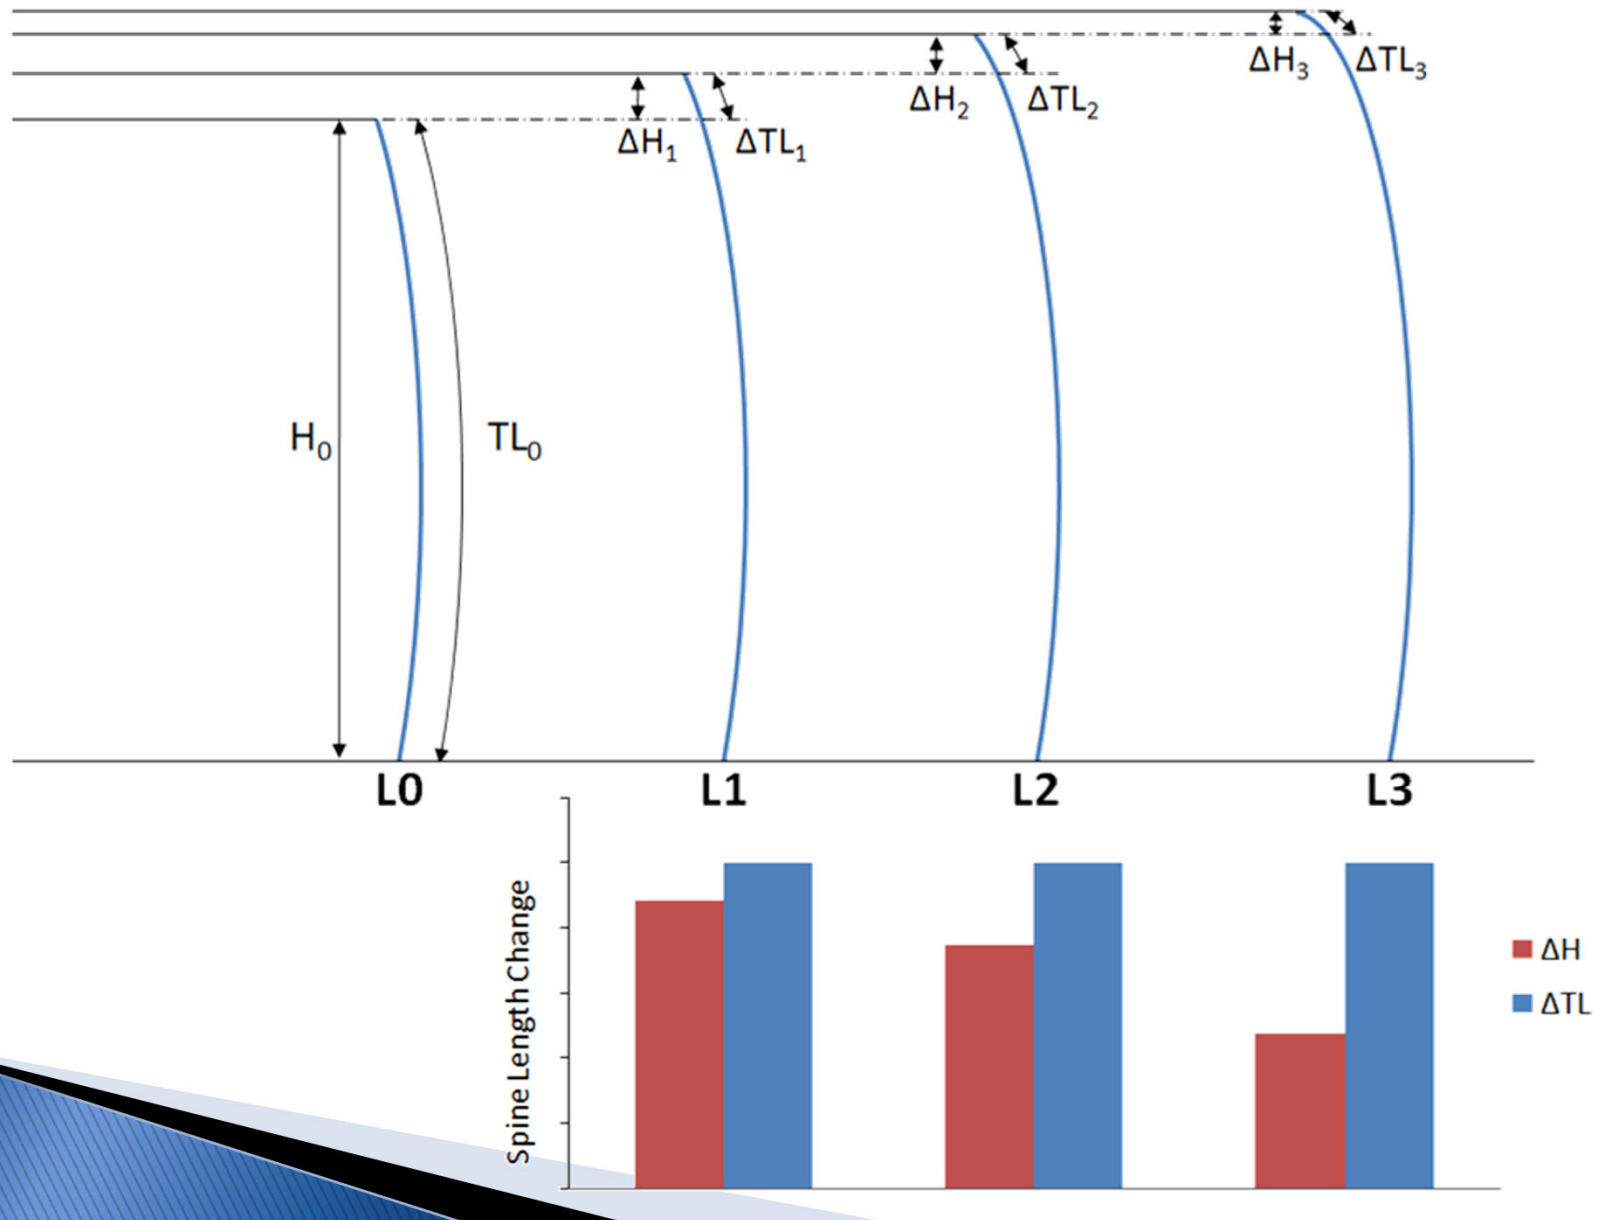 ΔH3 ΔTL3
ΔH2 ΔTL2
ΔH1 ΔTL1
H0 TL0
L0 L1 L2 L3
Spine Length Change
ΔH
ΔTL